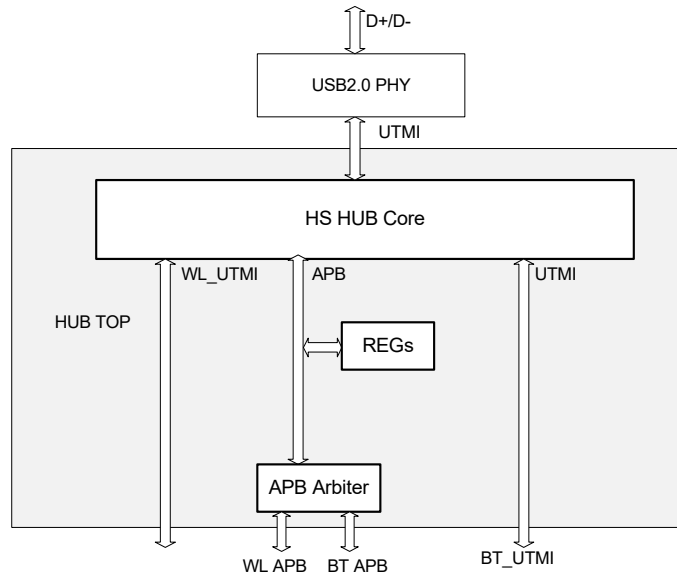 D+/D-
USB2.0 PHY
UTMI
HS HUB Core
WL_UTMI
APB
UTMI
HUB TOP
REGs
APB Arbiter
WL APB
BT APB
BT_UTMI